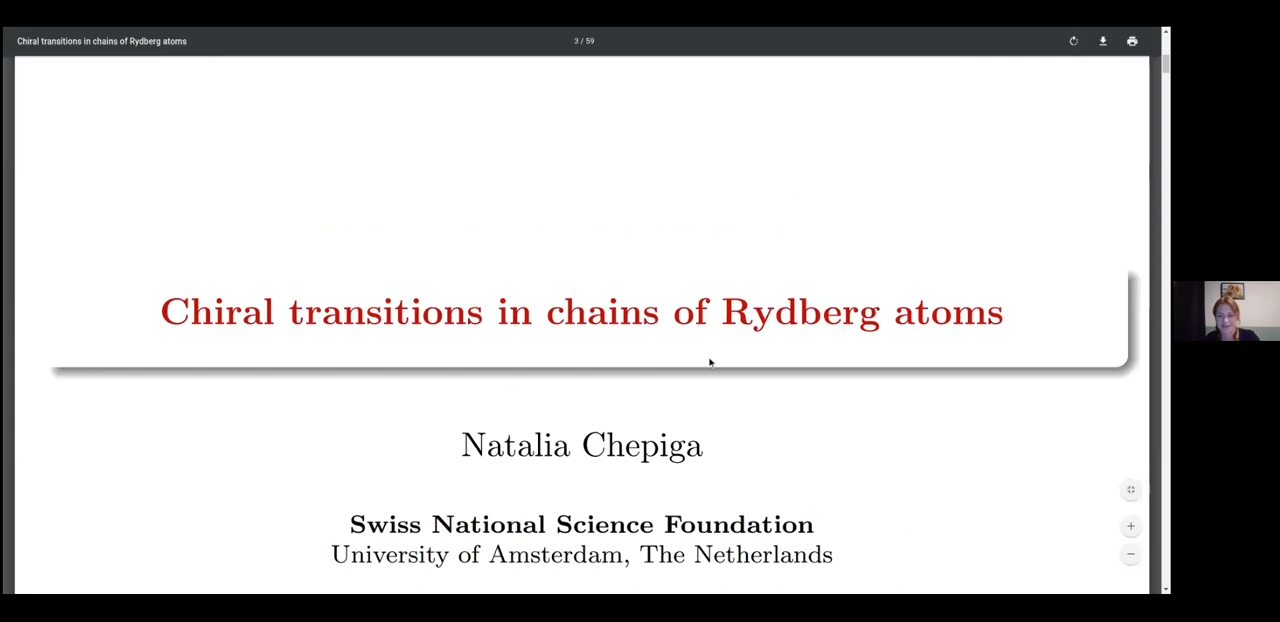 Chiral transitions in chains of Rydberg atoms
3 / 59
Chiral transitions in chains of Rydberg atoms
Natalia Chepiga
Swiss National Science Foundation
University of Amsterdam, The Netherlands